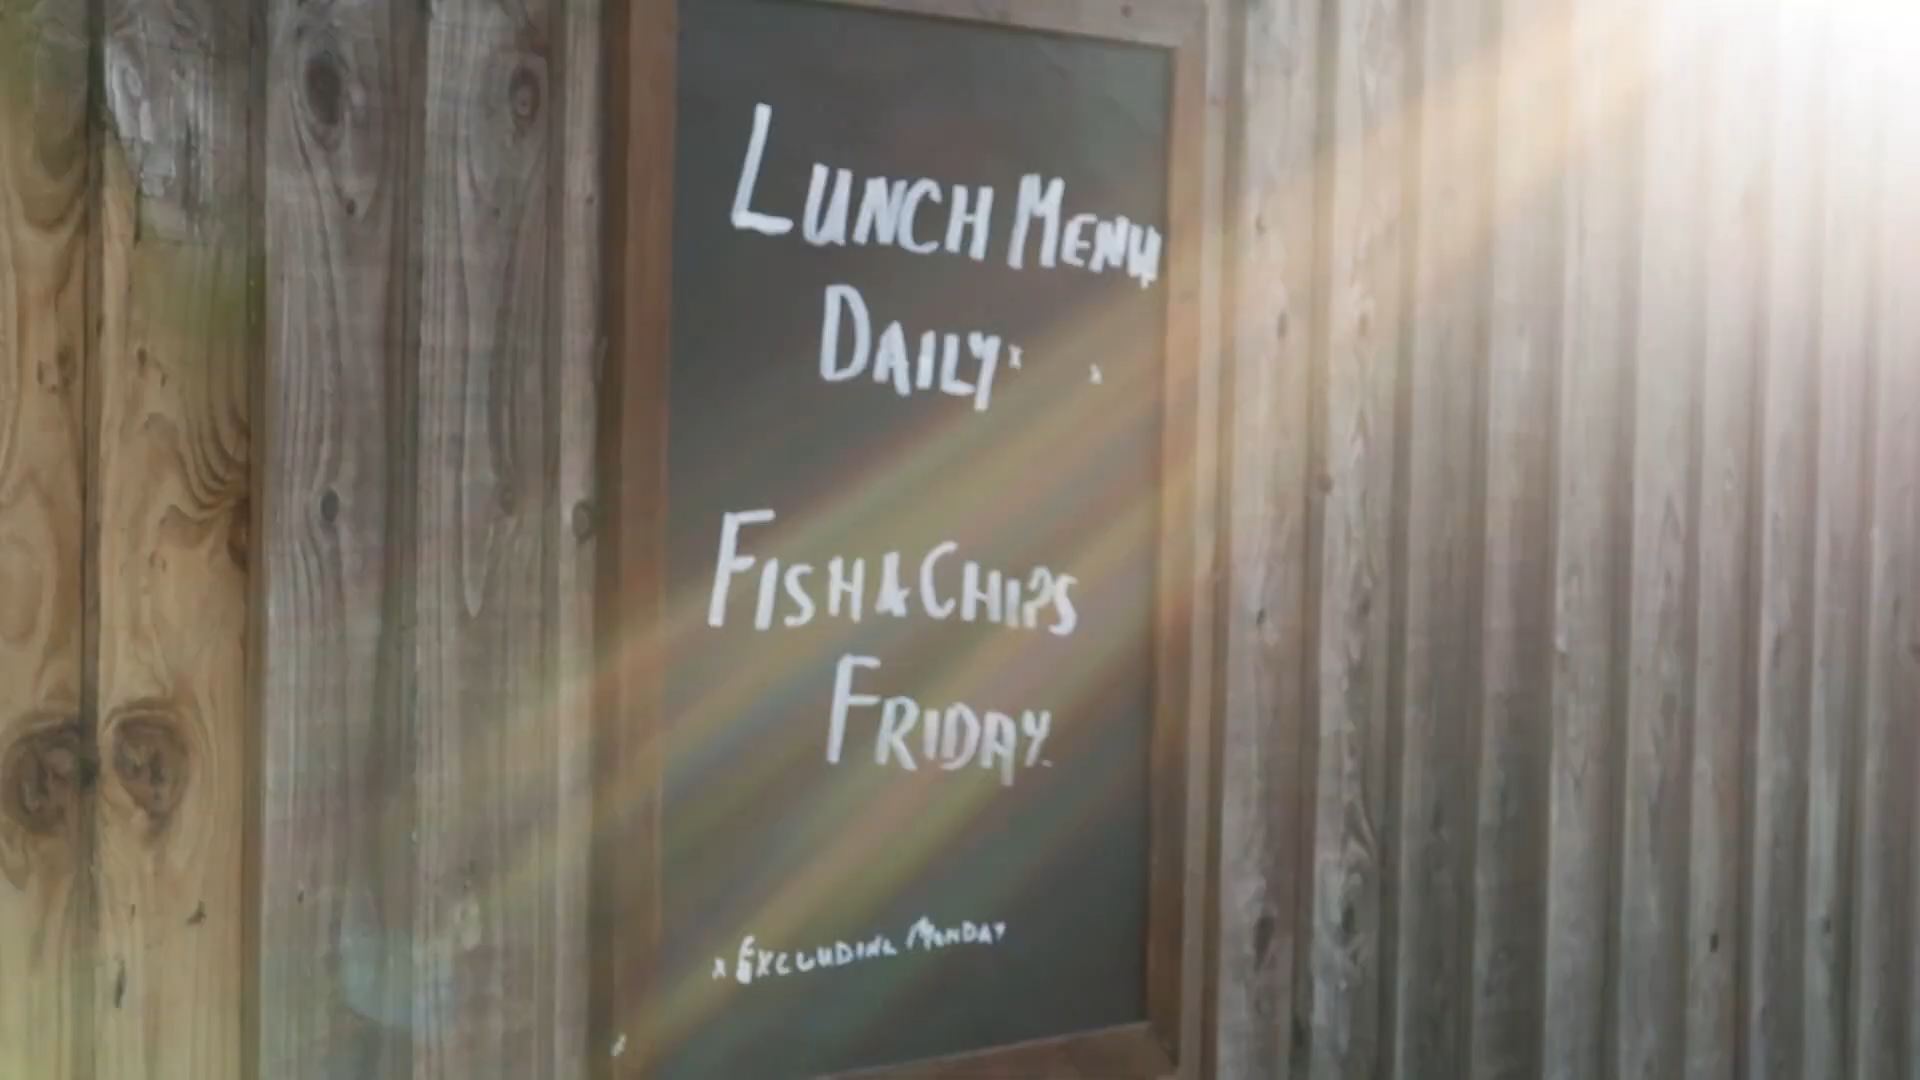 LUNCH MENU
DAILY*
FISH & CHIPS
FRIDAY.
* EXCLUDING MONDAY